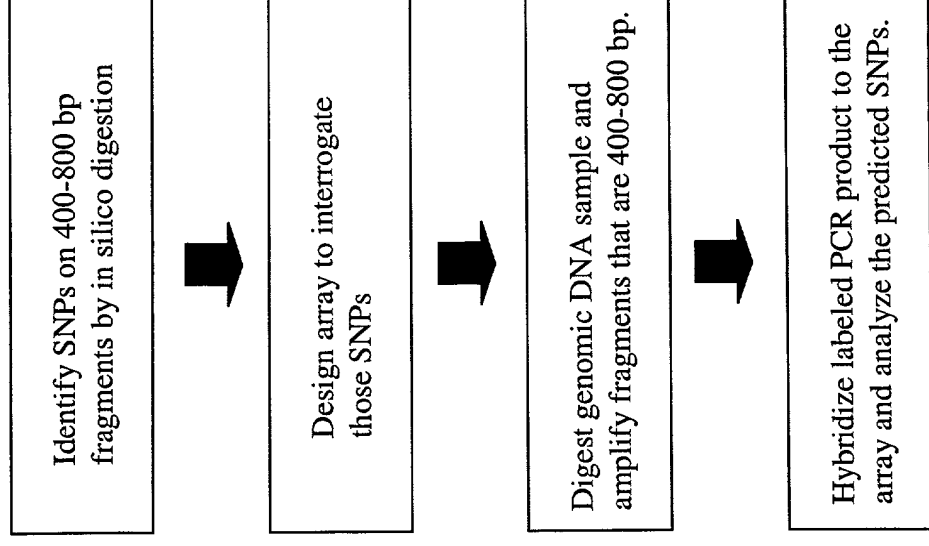 Identify SNPs on 400-800 bp
fragments by in silico digestion
Design array to interrogate
those SNPs
Digest genomic DNA sample and
amplify fragments that are 400-800 bp.
Hybridize labeled PCR product to the
array and analyze the predicted SNPs.